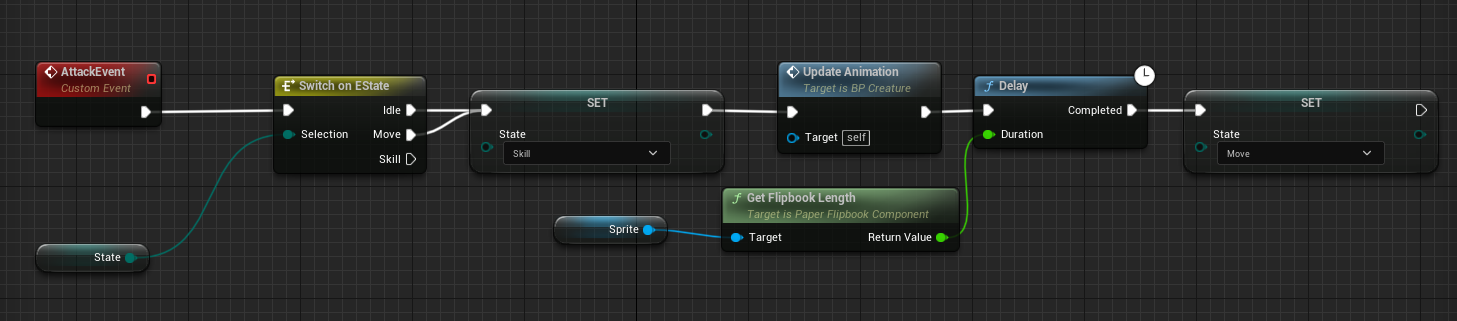 AttackEvent
Custom Event
Switch on EState
Idle
Selection
Move
Skill
State
SET
State
Skill
Update Animation
Target is BP Creature
Target self
Delay
Completed
Duration
SET
State
Move
Sprite
Get Flipbook Length
Target is Paper Flipbook Component
Target
Return Value